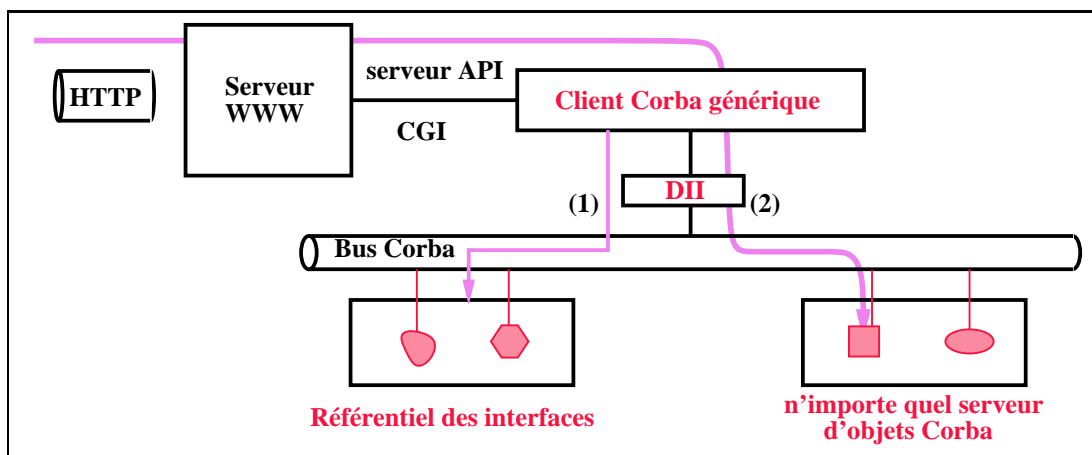 HTTP
Serveur
WWW
serveur API
CGI
Client Corba générique
(1)
DII
(2)
Bus Corba
Référentiel des interfaces
n’importe quel serveur
d’objets Corba